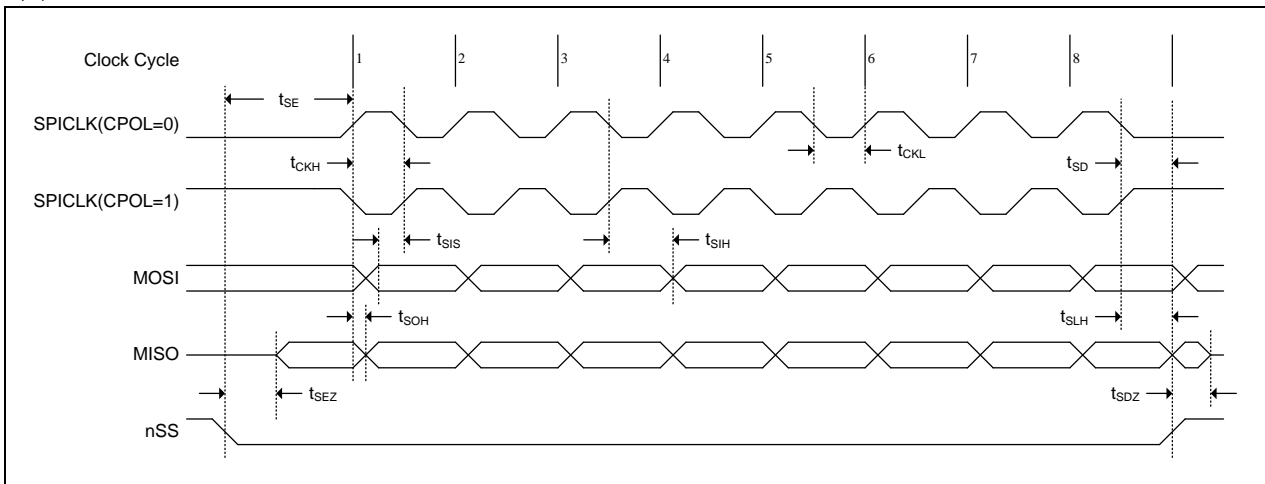 Clock Cycle
1 2 3 4 5 6 7 8
tSE
SPICLK(CPOL=0)
tCKH
tCKL
tSD
SPICLK(CPOL=1)
tSIS
tSIH
MOSI
tSOH
tSLH
MISO
tSEZ
tSDZ
nSS